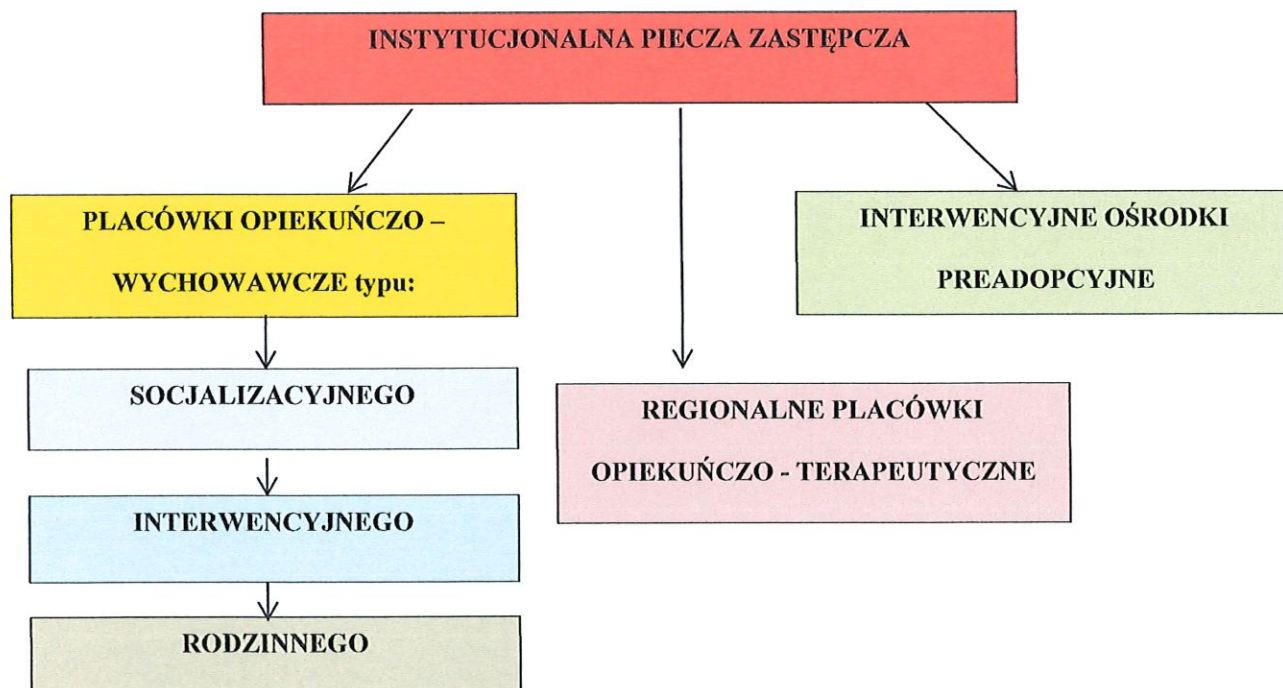 INSTYTUCJONALNA PIECZA ZASTĘPCZA
PLACÓWKI OPIEKUŃCZO –
WYCHOWAWCZE typu:
SOCJALIZACYJNEGO
INTERWENCYJNEGO
RODZINNEGO
REGIONALNE PLACÓWKI
OPIEKUŃCZO - TERAPEUTYCZNE
INTERWENCYJNE OŚRODKI
PREADOPCYJNE